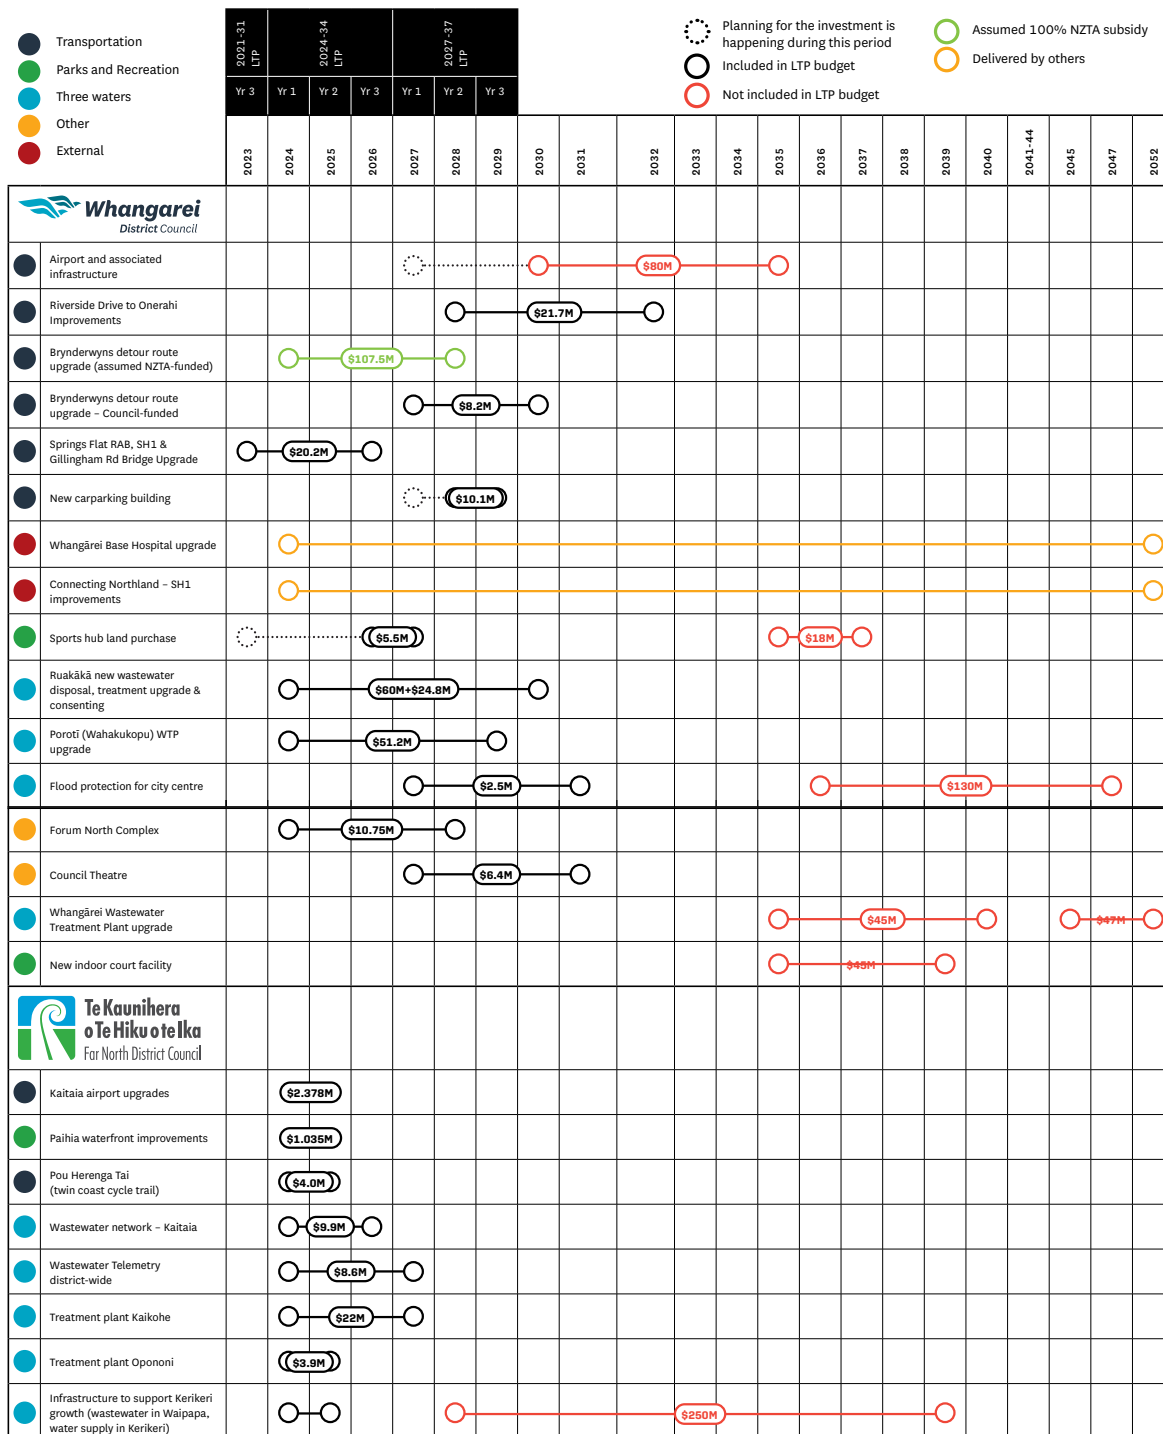 Transportation
Parks and Recreation
Three waters
Other
External
2021-31
LTP
2024-34
LTP
2027-37
LTP
Yr 3
Yr 1
Yr 2
Yr 3
Yr 1
Yr 2
Yr 3
Planning for the investment is
happening during this period
Included in LTP budget
Not included in LTP budget
Assumed 100% NZTA subsidy
Delivered by others
2023
2024
2025
2026
2027
2028
2029
2030
2031
2032
2033
2034
2035
2036
2037
2038
2039
2040
2041-44
2045
2047
2052
Whangarei
District Council
Airport and associated
infrastructure
$80M
Riverside Drive to Onerahi
Improvements
$21.7M
Brynderwyns detour route
upgrade (assumed NZTA-funded)
$107.5M
Brynderwyns detour route
upgrade – Council-funded
$8.2M
Springs Flat RAB, SH1 &
Gillingham Rd Bridge Upgrade
$20.2M
New carparking building
$10.1M
Whangārei Base Hospital upgrade
Connecting Northland – SH1
improvements
Sports hub land purchase
$5.5M
$18M
Ruakākā new wastewater
disposal, treatment upgrade &
consenting
$60M+$24.8M
Porotī (Wahakukopu) WTP
upgrade
$51.2M
Flood protection for city centre
$2.5M
$130M
Forum North Complex
$10.75M
Council Theatre
$6.4M
Whangārei Wastewater
Treatment Plant upgrade
$45M
$47M
New indoor court facility
$45M
Te Kaunihera
o Te Hiku o te Ika
Far North District Council
Kaitaia airport upgrades
$2.378M
Paihia waterfront improvements
$1.035M
Pou Herenga Tai
(twin coast cycle trail)
$4.0M
Wastewater network – Kaitaia
$9.9M
Wastewater Telemetry
district-wide
$8.6M
Treatment plant Kaikohe
$22M
Treatment plant Opononi
$3.9M
Infrastructure to support Kerikeri
growth (wastewater in Waipapa,
water supply in Kerikeri)
$250M